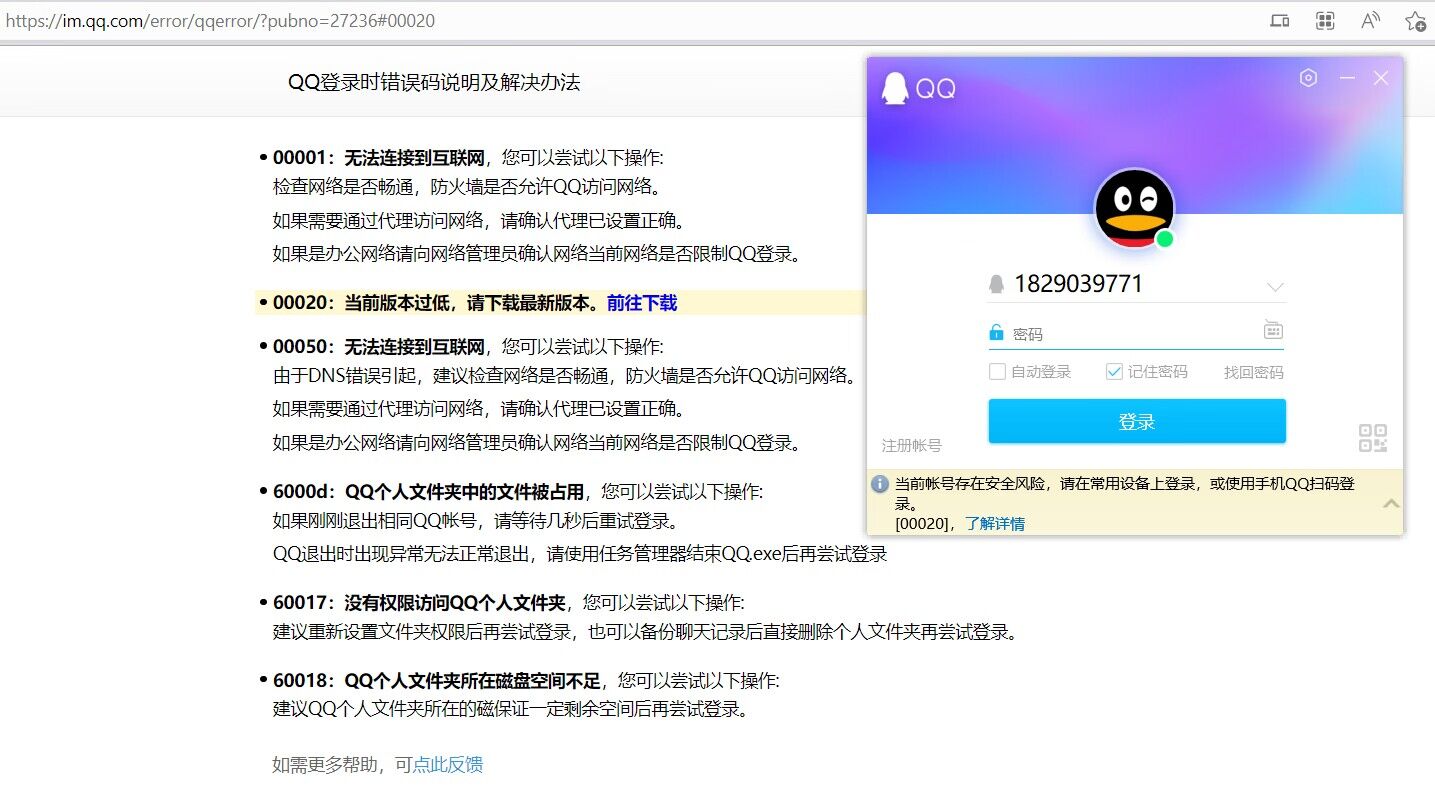 https://im.qq.com/error/qqerror/?pubno=27236#00020
QQ登录时错误码说明及解决办法
• 00001：无法连接到互联网，您可以尝试以下操作:
检查网络是否畅通，防火墙是否允许QQ访问网络。
如果需要通过代理访问网络，请确认代理已设置正确。
如果是办公网络请向网络管理员确认网络当前网络是否限制QQ登录。
• 00020：当前版本过低，请下载最新版本。前往下载
• 00050：无法连接到互联网，您可以尝试以下操作:
由于DNS错误引起，建议检查网络是否畅通，防火墙是否允许QQ访问网络。
如果需要通过代理访问网络，请确认代理已设置正确。
如果是办公网络请向网络管理员确认网络当前网络是否限制QQ登录。
• 6000d：QQ个人文件夹中的文件被占用，您可以尝试以下操作:
如果刚刚退出相同QQ帐号，请等待几秒后重试登录。
QQ退出时出现异常无法正常退出，请使用任务管理器结束QQ.exe后再尝试登录
• 60017：没有权限访问QQ个人文件夹，您可以尝试以下操作:
建议重新设置文件夹权限后再尝试登录，也可以备份聊天记录后直接删除个人文件夹再尝试登录。
• 60018：QQ个人文件夹所在磁盘空间不足，您可以尝试以下操作:
建议QQ个人文件夹所在的磁保证一定剩余空间后再尝试登录。
如需更多帮助，可点此反馈
QQ
1829039771
密码
自动登录 记住密码 找回密码
登录
注册帐号
当前帐号存在安全风险，请在常用设备上登录，或使用手机QQ扫码登
录。
[00020]，了解详情